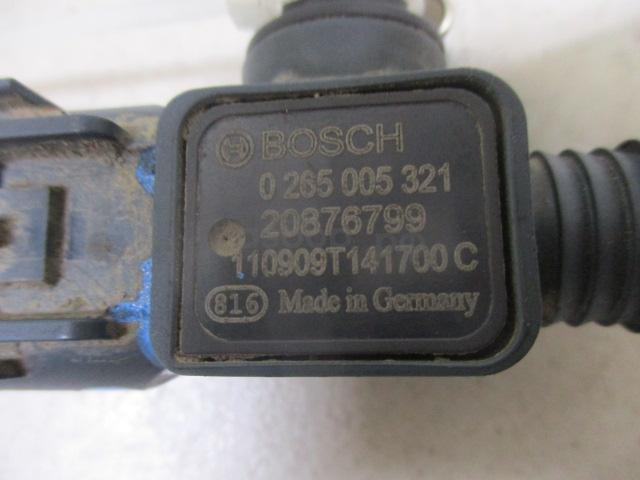 BOSCH
0 265 005 321
20876799
110909T141700 C
816 Made in Germany